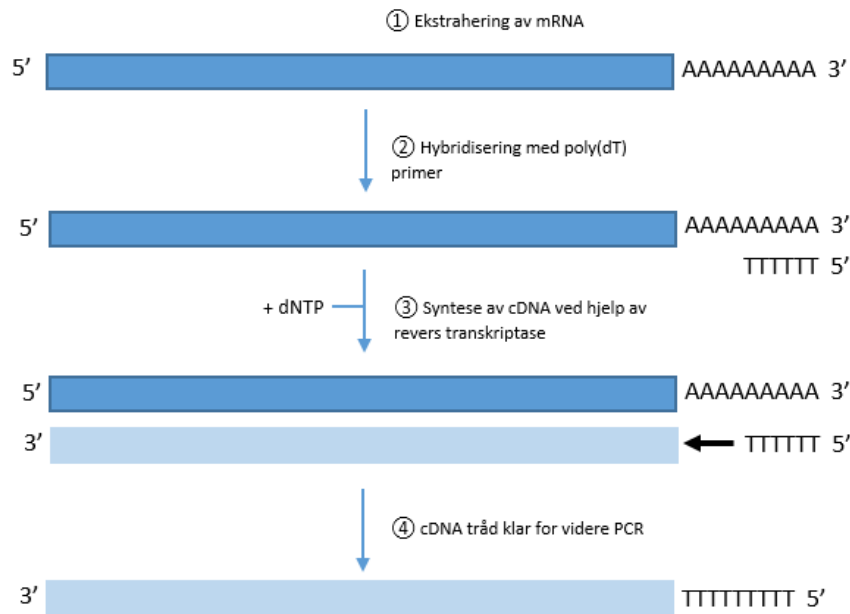 ① Ekstrahering av mRNA
5’ AAAAAAAAA 3’
② Hybridisering med poly(dT)
primer
5’ AAAAAAAAA 3’
TTTTTT 5’
+ dNTP ③ Syntese av cDNA ved hjelp av
revers transkriptase
5’ AAAAAAAAA 3’
3’ TTTTTT 5’
④ cDNA tråd klar for videre PCR
3’ TTTTTTTTT 5’